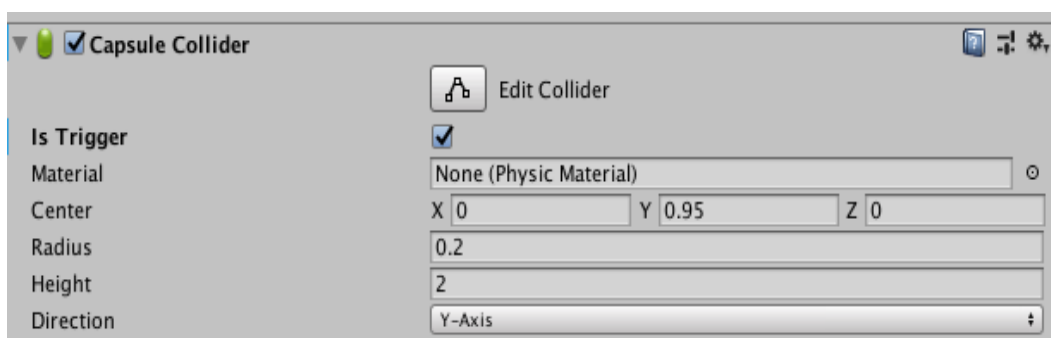 Capsule Collider
Edit Collider
Is Trigger
Material None (Physic Material)
Center X 0 Y 0.95 Z 0
Radius 0.2
Height 2
Direction Y-Axis